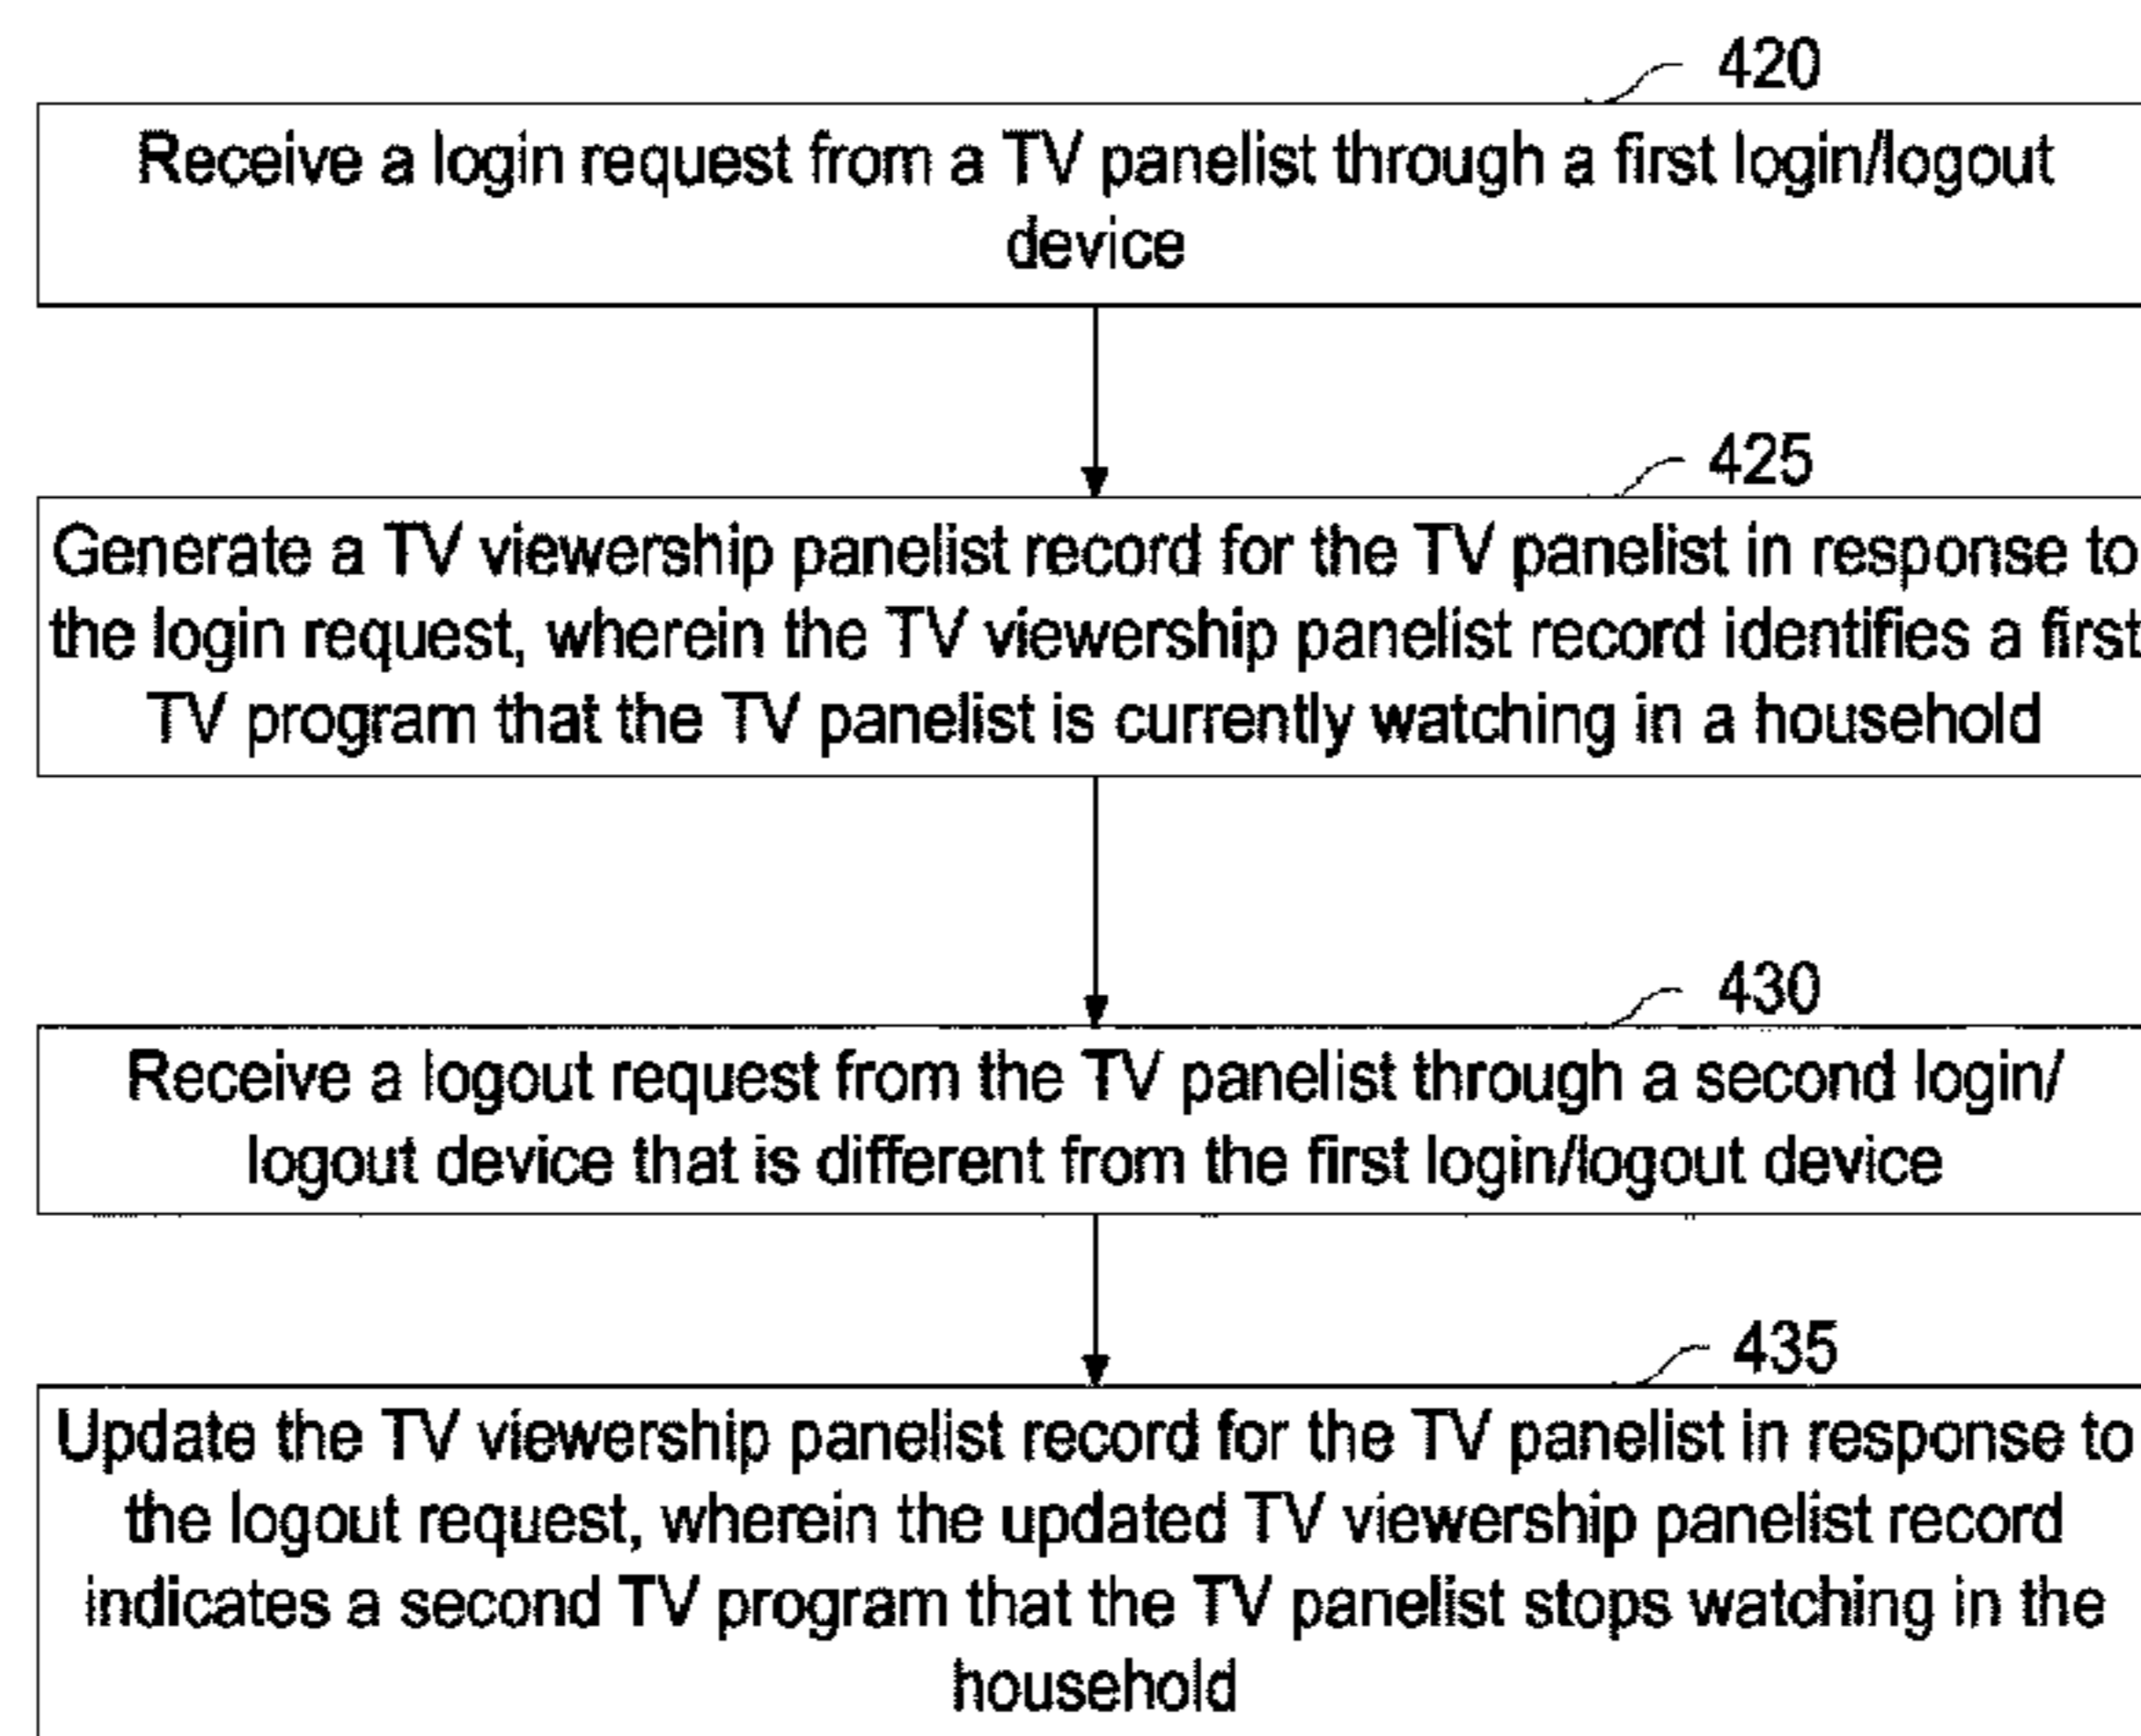 420
Receive a login request from a TV panelist through a first login/logout
device
425
Generate a TV viewership panelist record for the TV panelist in response to
the login request, wherein the TV viewership panelist record identifies a first
TV program that the TV panelist is currently watching in a household
430
Receive a logout request from the TV panelist through a second login/
logout device that is different from the first login/logout device
435
Update the TV viewership panelist record for the TV panelist in response to
the logout request, wherein the updated TV viewership panelist record
indicates a second TV program that the TV panelist stops watching in the
household